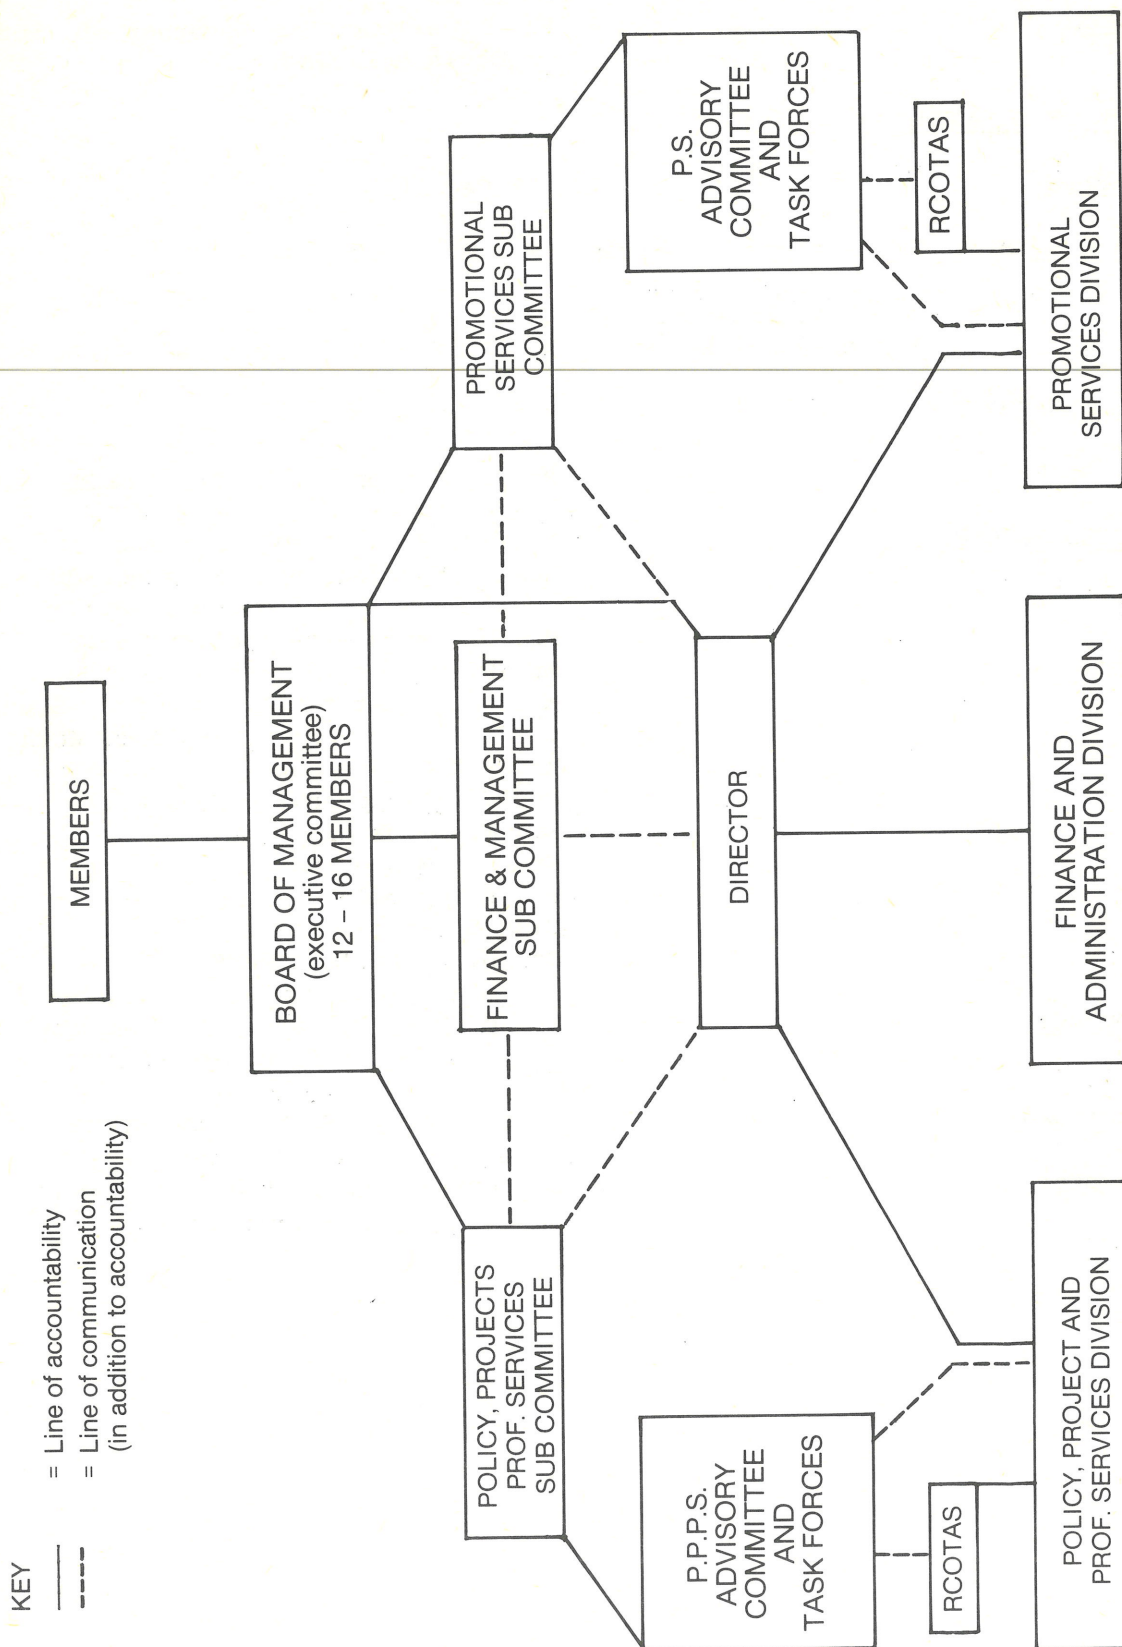 KEY
= Line of accountability
= Line of communication
(in addition to accountability)
MEMBERS
BOARD OF MANAGEMENT
(executive committee)
12 – 16 MEMBERS
POLICY, PROJECTS
PROF. SERVICES
SUB COMMITTEE
FINANCE & MANAGEMENT
SUB COMMITTEE
PROMOTIONAL
SERVICES SUB
COMMITTEE
P.P.P.S.
ADVISORY
COMMITTEE
AND
TASK FORCES
DIRECTOR
P.S.
ADVISORY
COMMITTEE
AND
TASK FORCES
RCOTAS
RCOTAS
POLICY, PROJECT AND
PROF. SERVICES DIVISION
FINANCE AND
ADMINISTRATION DIVISION
PROMOTIONAL
SERVICES DIVISION